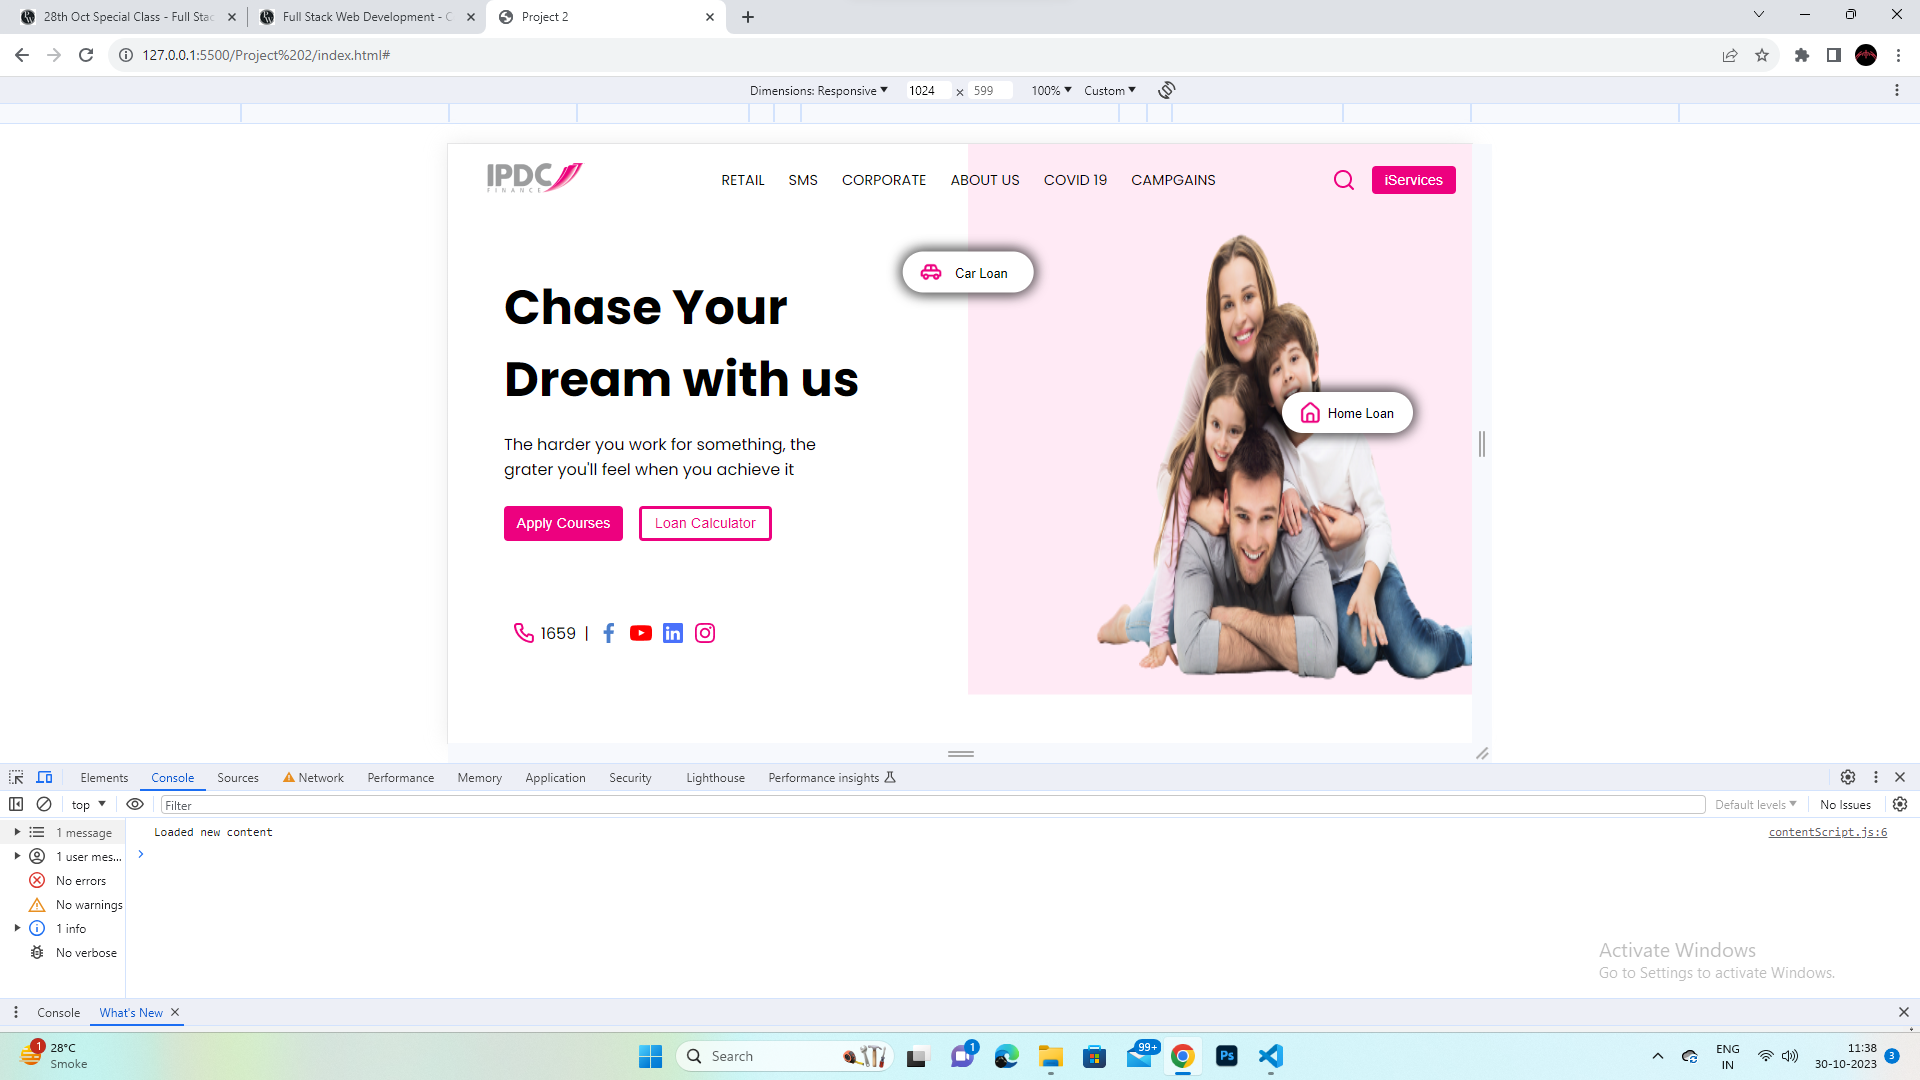 28th Oct Special Class - Full Stac
Full Stack Web Development - C
Project 2
127.0.0.1:5500/Project%202/index.html#
Dimensions: Responsive 1024 × 599 100% Custom
IPDC
FINANCE
RETAIL SMS CORPORATE ABOUT US COVID 19 CAMPGAINS
iServices
Car Loan
Chase Your
Dream with us
Home Loan
The harder you work for something, the
grater you'll feel when you achieve it
Apply Courses Loan Calculator
1659 |
Elements Console Sources Network Performance Memory Application Security Lighthouse Performance insights
top Filter Default levels No Issues
1 message
Loaded new content contentScript.js:6
1 user mes...
No errors
No warnings
1 info
No verbose
Activate Windows
Go to Settings to activate Windows.
Console What's New
1
28°C
Smoke
Search
1
99+
Ps
ENG
IN
11:38
30-10-2023
3